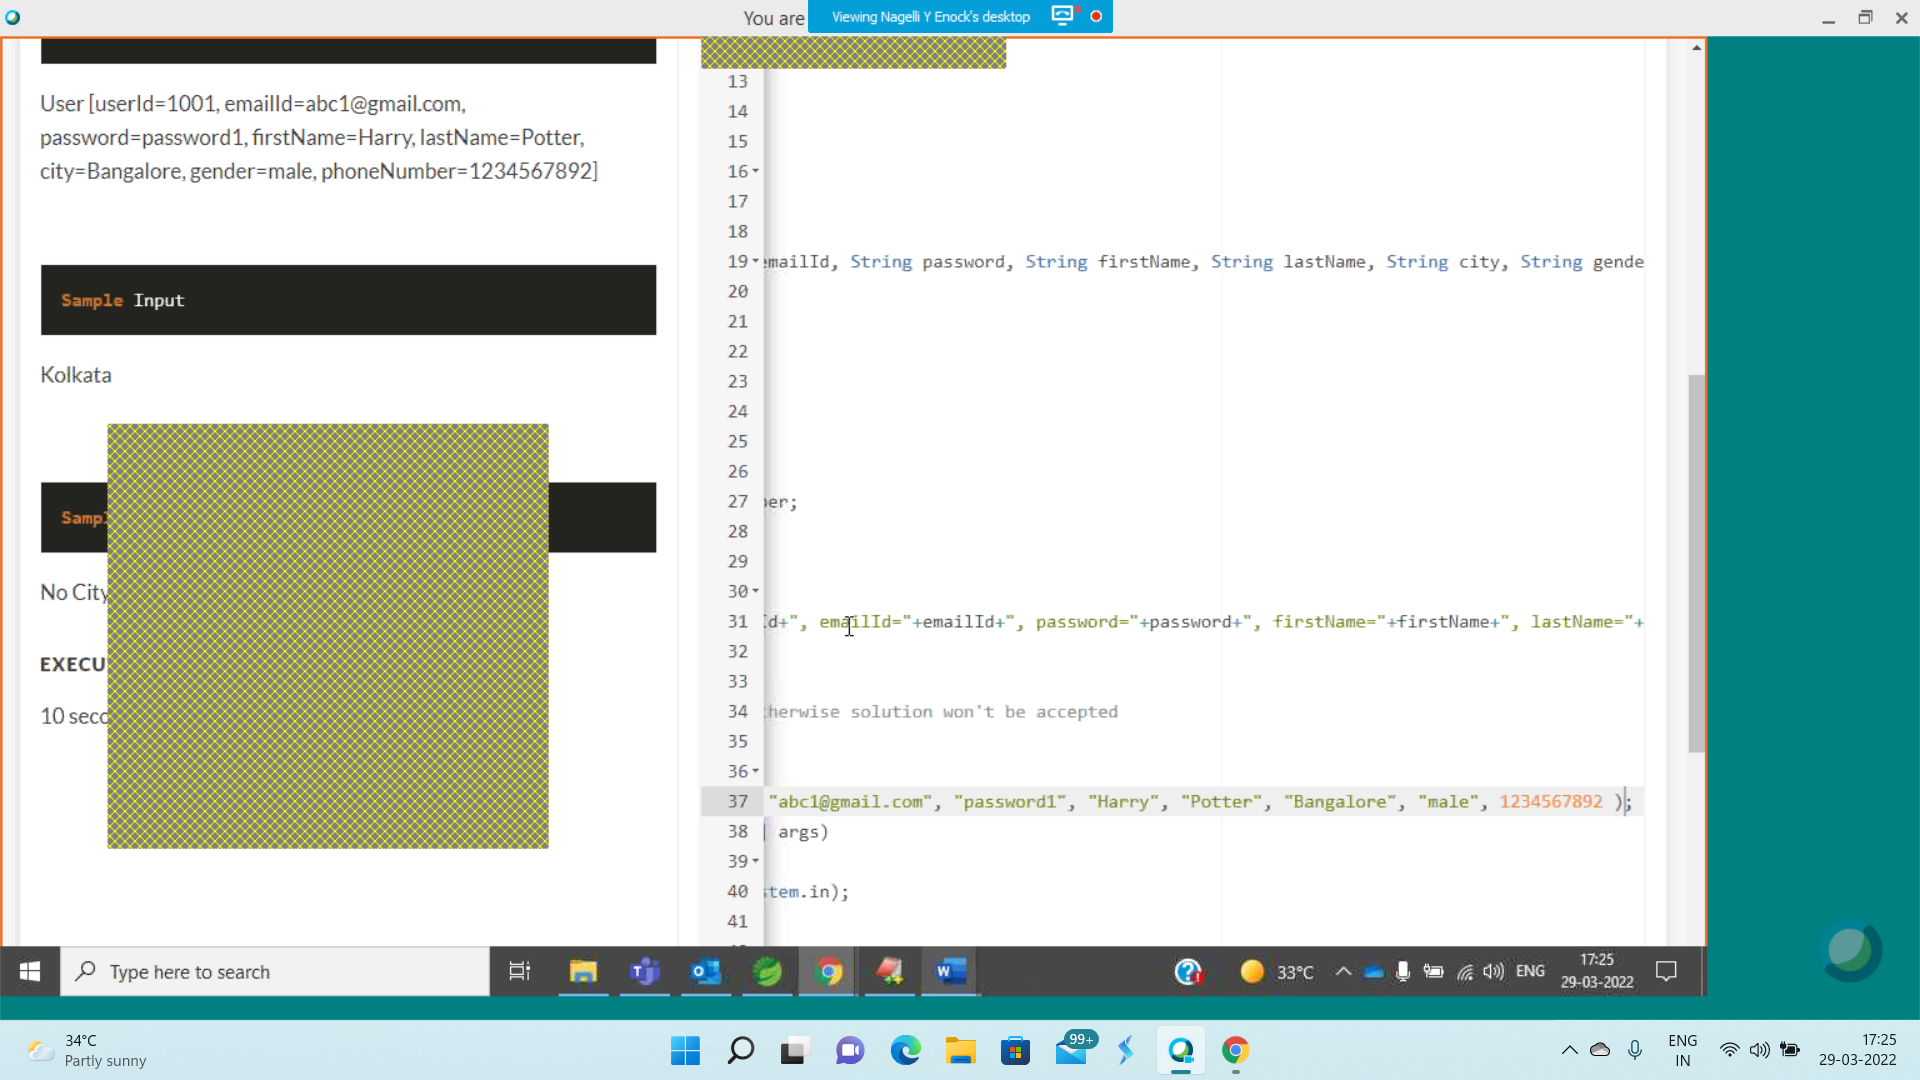 You are
Viewing Nagelli Y Enock's desktop
User [userId=1001, emailId=abc1@gmail.com,
password=password1, firstName=Harry, lastName=Potter,
city=Bangalore, gender=male, phoneNumber=1234567892]
Sample Input
Kolkata
No City
EXECU
10 seco
13
14
15
16
17
18
19 emailId, String password, String firstName, String lastName, String city, String gende
20
21
22
23
24
25
26
27 ber;
28
29
30
31 Id+", emailId="+emailId+", password="+password+", firstName="+firstName+", lastName="+
32
33
34 herwise solution won't be accepted
35
36
37 "abc1@gmail.com", "password1", "Harry", "Potter", "Bangalore", "male", 1234567892 );
38 args)
39
40 stem.in);
41
Type here to search
33°C
ENG
17:25
29-03-2022
34°C
Partly sunny
99+
ENG
IN
17:25
29-03-2022